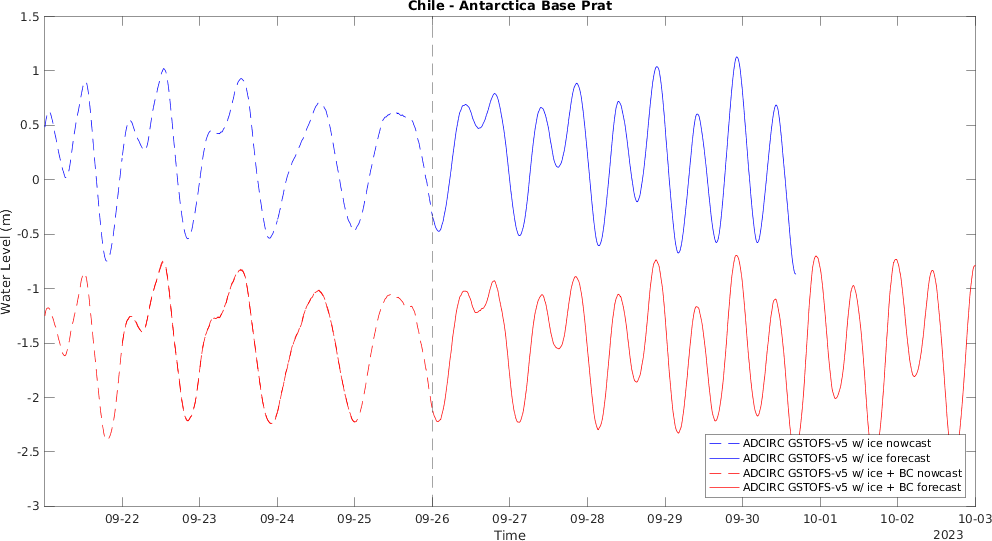 Chile - Antarctica Base Prat
Water Level (m)
1.5
1
0.5
0
-0.5
-1
-1.5
-2
-2.5
-3
ADCIRC GSTOFS-v5 w/ ice nowcast
ADCIRC GSTOFS-v5 w/ ice forecast
ADCIRC GSTOFS-v5 w/ ice + BC nowcast
ADCIRC GSTOFS-v5 w/ ice + BC forecast
09-22 09-23 09-24 09-25 09-26 09-27 09-28 09-29 09-30 10-01 10-02 10-03
Time
2023